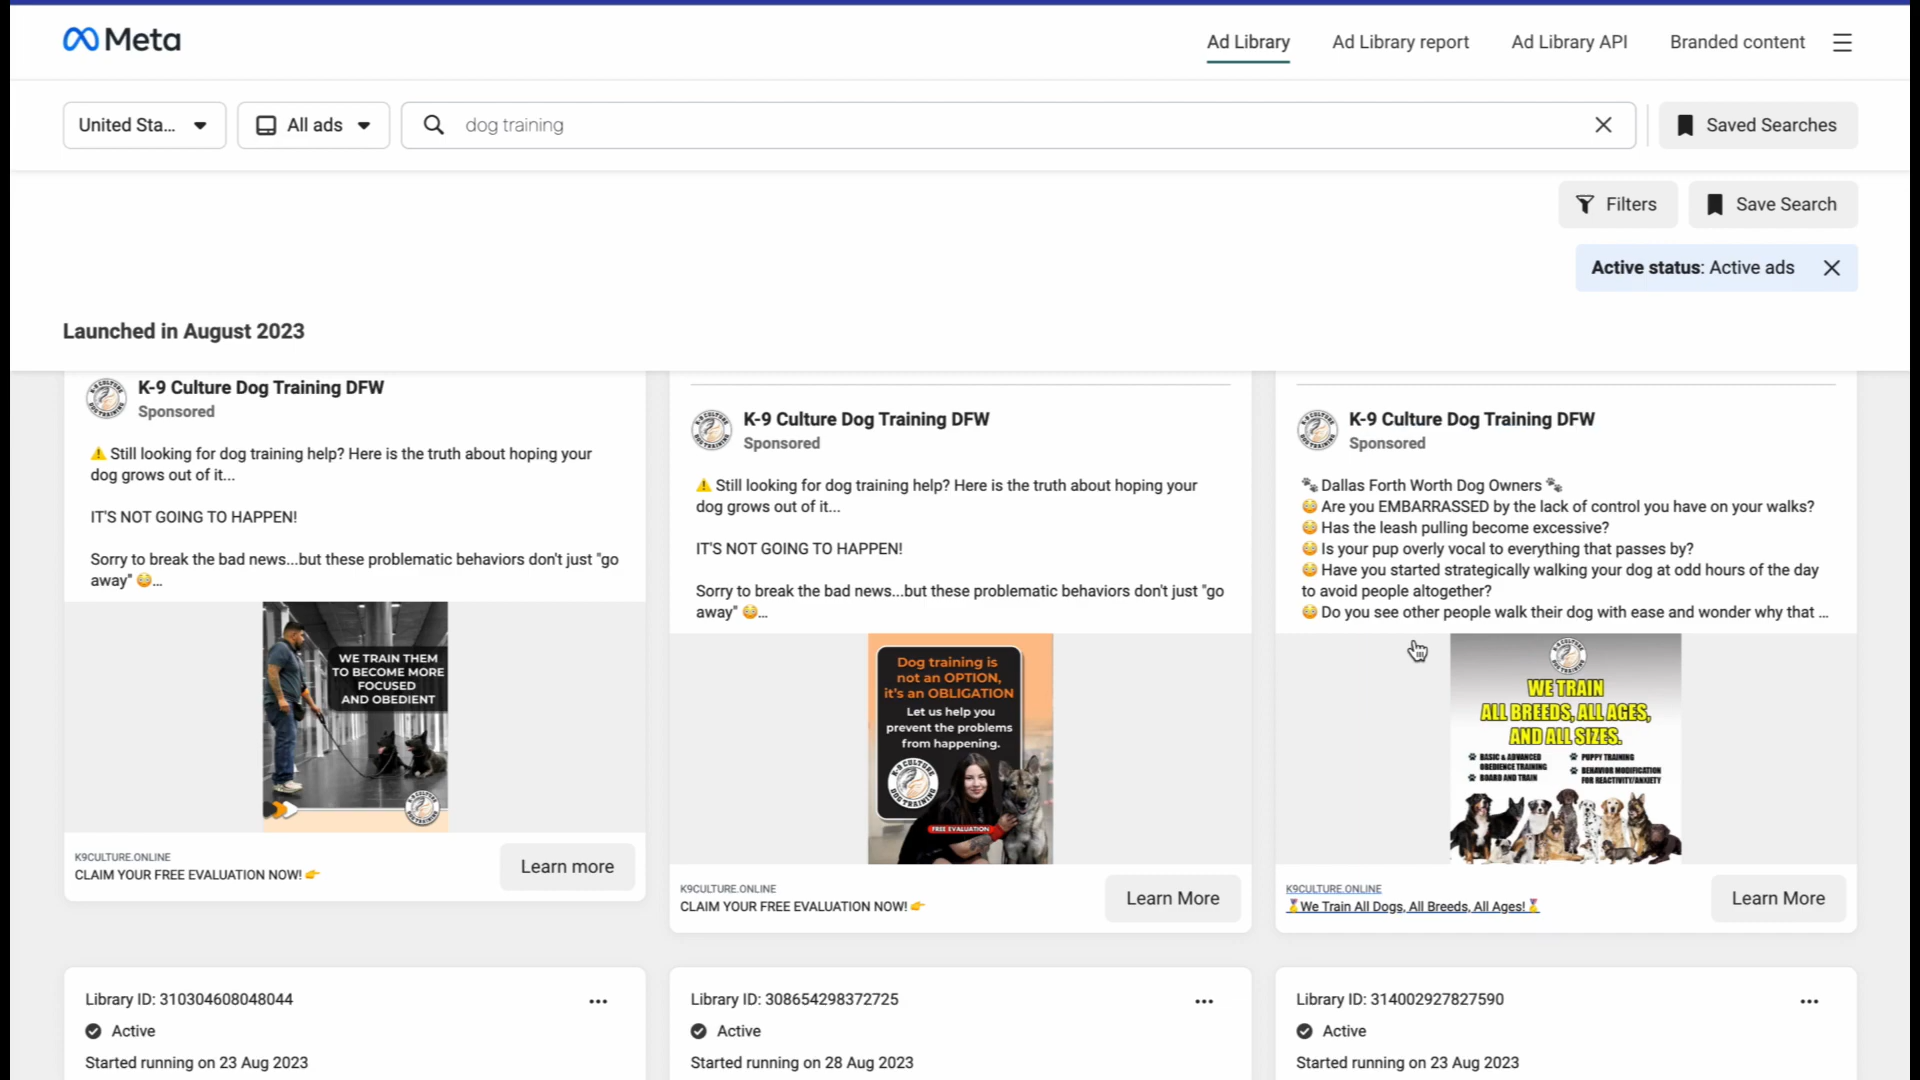 Meta
Ad Library
Ad Library report
Ad Library API
Branded content
United Sta...
All ads
dog training
Saved Searches
Filters
Save Search
Active status: Active ads
Launched in August 2023
K-9 Culture Dog Training DFW
Sponsored
⚠️ Still looking for dog training help? Here is the truth about hoping your
dog grows out of it...
IT'S NOT GOING TO HAPPEN!
Sorry to break the bad news...but these problematic behaviors don't just "go
away" 😳...
WE TRAIN THEM
TO BECOME MORE
FOCUSED
AND OBEDIENT
K9CULTURE.ONLINE
CLAIM YOUR FREE EVALUATION NOW! 👉
Learn more
K-9 Culture Dog Training DFW
Sponsored
⚠️ Still looking for dog training help? Here is the truth about hoping your
dog grows out of it...
IT'S NOT GOING TO HAPPEN!
Sorry to break the bad news...but these problematic behaviors don't just "go
away" 😳...
Dog training is
not an OPTION,
it's an OBLIGATION
Let us help you
prevent the problems
from happening.
K-9 CULTURE
DOG TRAINING
FREE EVALUATION
K9CULTURE.ONLINE
CLAIM YOUR FREE EVALUATION NOW! 👉
Learn More
K-9 Culture Dog Training DFW
Sponsored
🐾 Dallas Forth Worth Dog Owners 🐾
😳 Are you EMBARRASSED by the lack of control you have on your walks?
😳 Has the leash pulling become excessive?
😳 Is your pup overly vocal to everything that passes by?
😳 Have you started strategically walking your dog at odd hours of the day
to avoid people altogether?
😳 Do you see other people walk their dog with ease and wonder why that ...
WE TRAIN
ALL BREEDS, ALL AGES,
AND ALL SIZES.
BASIC & ADVANCED
OBEDIENCE TRAINING
BOARD AND TRAIN
PUPPY TRAINING
BEHAVIOR MODIFICATION
FOR REACTIVITY/ANXIETY
K9CULTURE.ONLINE
🏅We Train All Dogs, All Breeds, All Ages!🏅
Learn More
Library ID: 310304608048044
Active
Started running on 23 Aug 2023
Library ID: 308654298372725
Active
Started running on 28 Aug 2023
Library ID: 314002927827590
Active
Started running on 23 Aug 2023